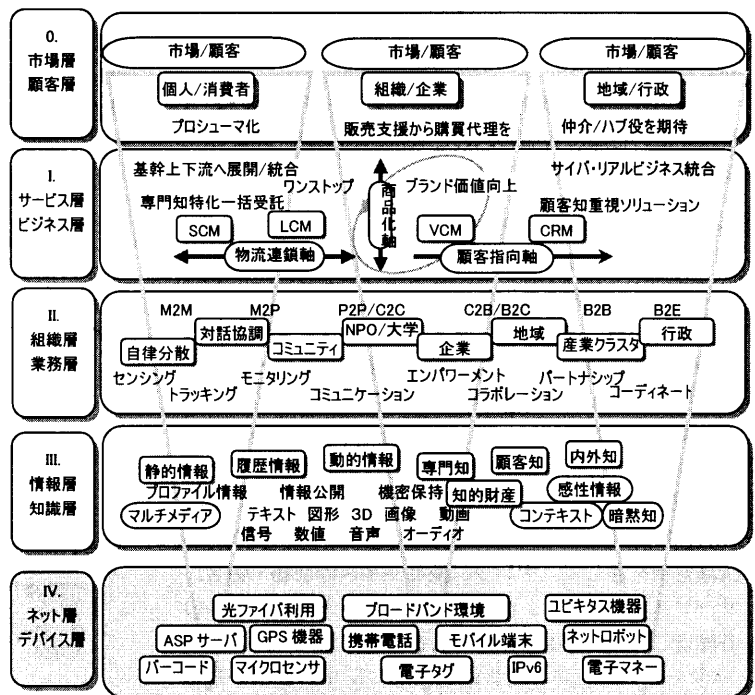 0.
市場層
顧客層
市場/顧客 市場/顧客 市場/顧客
個人/消費者 組織/企業 地域/行政
プロシューマ化 販売支援から購買代理を 仲介/ハブ役を期待
I.
サービス層
ビジネス層
基幹上下流へ展開/統合 サイバ・リアルビジネス統合
ワンストップ ブランド価値向上
専門知特化一括受託 顧客知重視ソリューション
商品化軸
SCM LCM VCM CRM
物流連鎖軸 顧客指向軸
II.
組織層
業務層
M2M M2P P2P/C2C C2B/B2C B2B B2E
対話協調 NPO/大学 地域 行政
自律分散 コミュニティ 企業 産業クラスタ
センシング モニタリング エンパワーメント パートナシップ
トラッキング コミュニケーション コラボレーション コーディネート
III.
情報層
知識層
静的情報 履歴情報 動的情報 専門知 顧客知 内外知
プロファイル情報 情報公開 機密保持 知的財産 感性情報
マルチメディア テキスト 図形 3D 画像 動画 コンテキスト 暗黙知
信号 数値 音声 オーディオ
IV.
ネット層
デバイス層
光ファイバ利用 ブロードバンド環境 ユビキタス機器
ASPサーバ GPS機器 携帯電話 モバイル端末 ネットロボット
バーコード マイクロセンサ 電子タグ IPv6 電子マネー